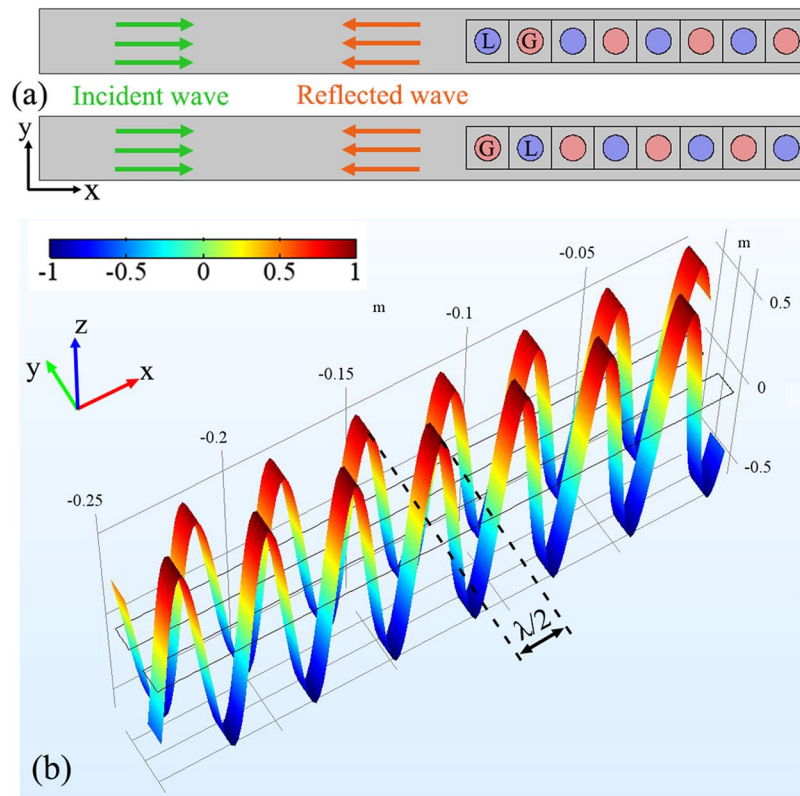 L G
(a)
Incident wave
Reflected wave
y
x
G L
-1 -0.5 0 0.5 1
z
y
x
m
-0.25
-0.2
-0.15
-0.1
-0.05
m
0.5
0
-0.5
λ/2
(b)